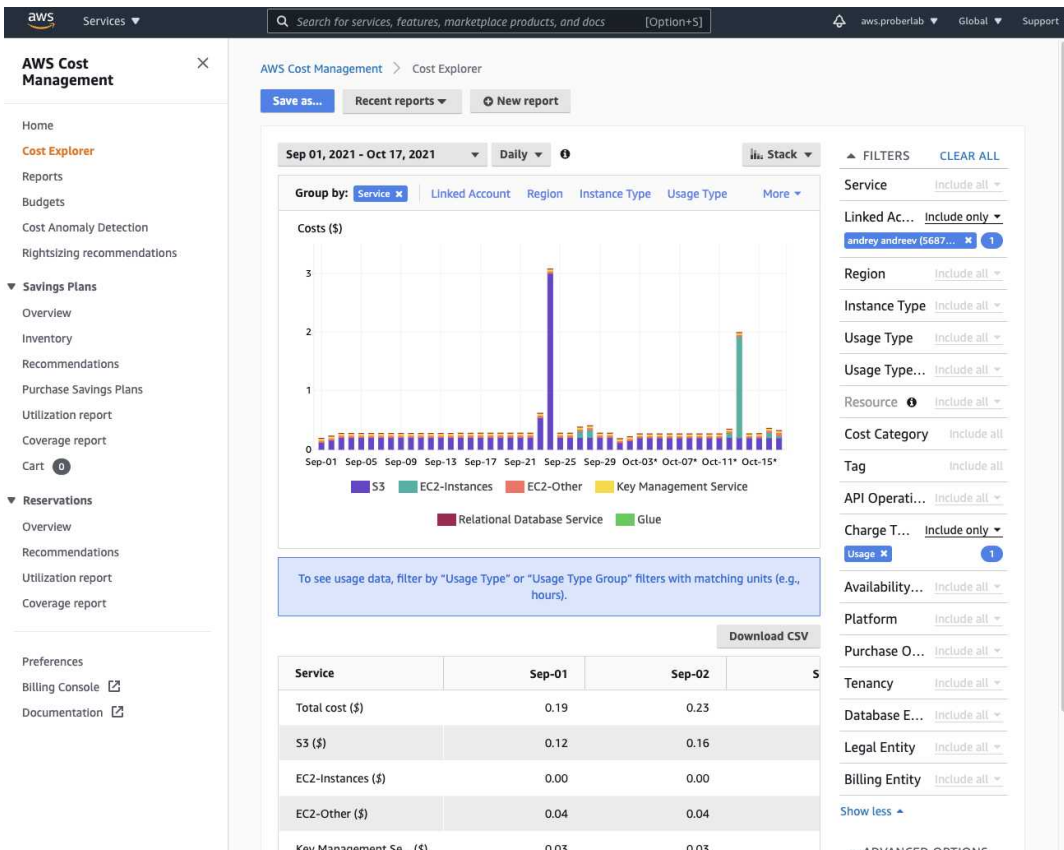 aws Services ▼ Search for services, features, marketplace products, and docs [Option+S] aws.proberlab ▼ Global ▼ Support
AWS Cost Management ×
Home
Cost Explorer
Reports
Budgets
Cost Anomaly Detection
Rightsizing recommendations
▼ Savings Plans
Overview
Inventory
Recommendations
Purchase Savings Plans
Utilization report
Coverage report
Cart 0
▼ Reservations
Overview
Recommendations
Utilization report
Coverage report
Preferences
Billing Console
Documentation
AWS Cost Management > Cost Explorer
Save as... Recent reports New report
Sep 01, 2021 - Oct 17, 2021 Daily Stack
Group by: Service × Linked Account Region Instance Type Usage Type More
Costs ($)
3
2
1
0
Sep-01 Sep-05 Sep-09 Sep-13 Sep-17 Sep-21 Sep-25 Sep-29 Oct-03* Oct-07* Oct-11* Oct-15*
S3 EC2-Instances EC2-Other Key Management Service
Relational Database Service Glue
To see usage data, filter by "Usage Type" or "Usage Type Group" filters with matching units (e.g.,
hours).
Download CSV
Service Sep-01 Sep-02 S
Total cost ($) 0.19 0.23
S3 ($) 0.12 0.16
EC2-Instances ($) 0.00 0.00
EC2-Other ($) 0.04 0.04
Key Management Se... ($) 0.03 0.03
FILTERS CLEAR ALL
Service Include all
Linked Ac... Include only
andrey andreev (5687... × 1
Region Include all
Instance Type Include all
Usage Type Include all
Usage Type... Include all
Resource Include all
Cost Category Include all
Tag Include all
API Operati... Include all
Charge T... Include only
Usage × 1
Availability... Include all
Platform Include all
Purchase O... Include all
Tenancy Include all
Database E... Include all
Legal Entity Include all
Billing Entity Include all
Show less
ADVANCED OPTIONS